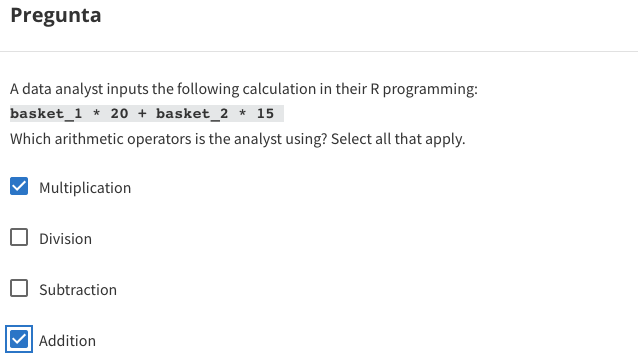 Pregunta
A data analyst inputs the following calculation in their R programming:
basket_1 * 20 + basket_2 * 15
Which arithmetic operators is the analyst using? Select all that apply.
Multiplication
Division
Subtraction
Addition